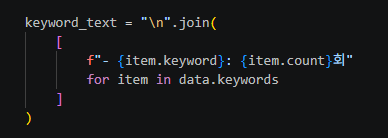 keyword_text = "\n".join(
    [
        f"- {item.keyword}: {item.count}회"
        for item in data.keywords
    ]
)